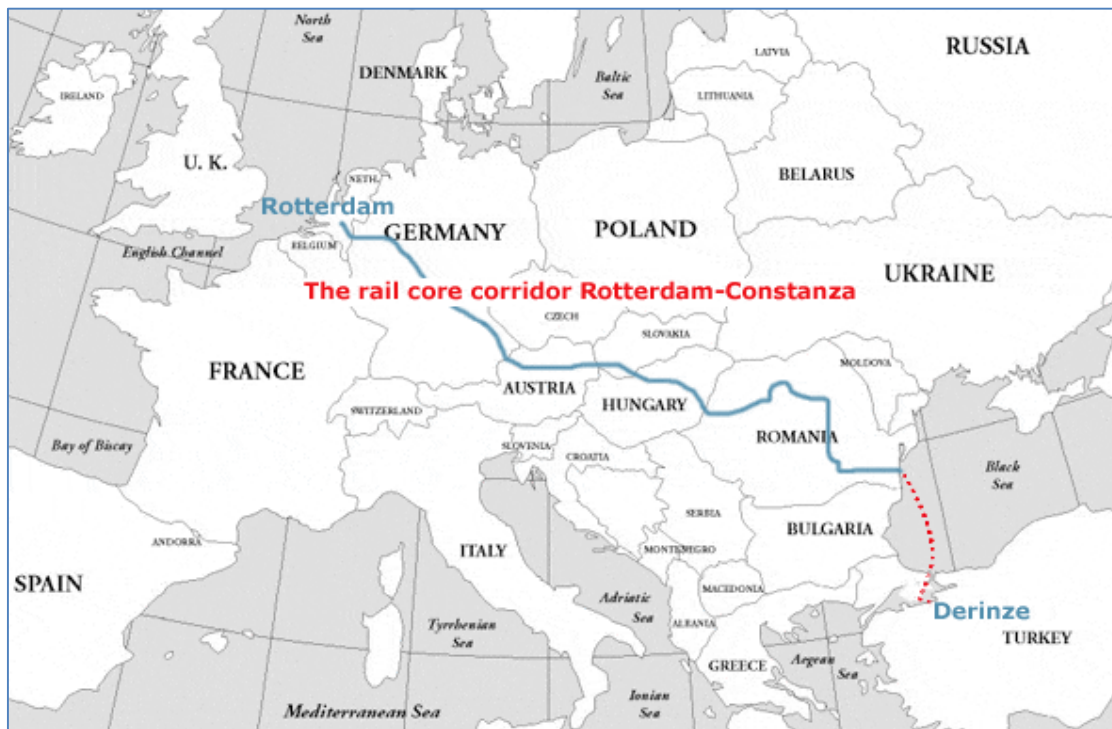 North
Sea
DENMARK
Baltic
Sea
LATVIA
LITHUANIA
RUSSIA
IRELAND
U. K.
NETH.
BELARUS
Rotterdam
GERMANY
POLAND
English Channel
BELGIUM
UKRAINE
The rail core corridor Rotterdam-Constanza
CZECH
SLOVAKIA
MOLDOVA
FRANCE
AUSTRIA
HUNGARY
SWITZERLAND
Bay of Biscay
SLOVENIA
CROATIA
ROMANIA
Black
Sea
SERBIA
BULGARIA
ANDORRA
ITALY
MONTENEGRO
SPAIN
MACEDONIA
Adriatic
Sea
ALBANIA
Derinze
TURKEY
Tyrrhenian
Sea
GREECE
Aegean
Sea
Ionian
Sea
Mediterranean Sea